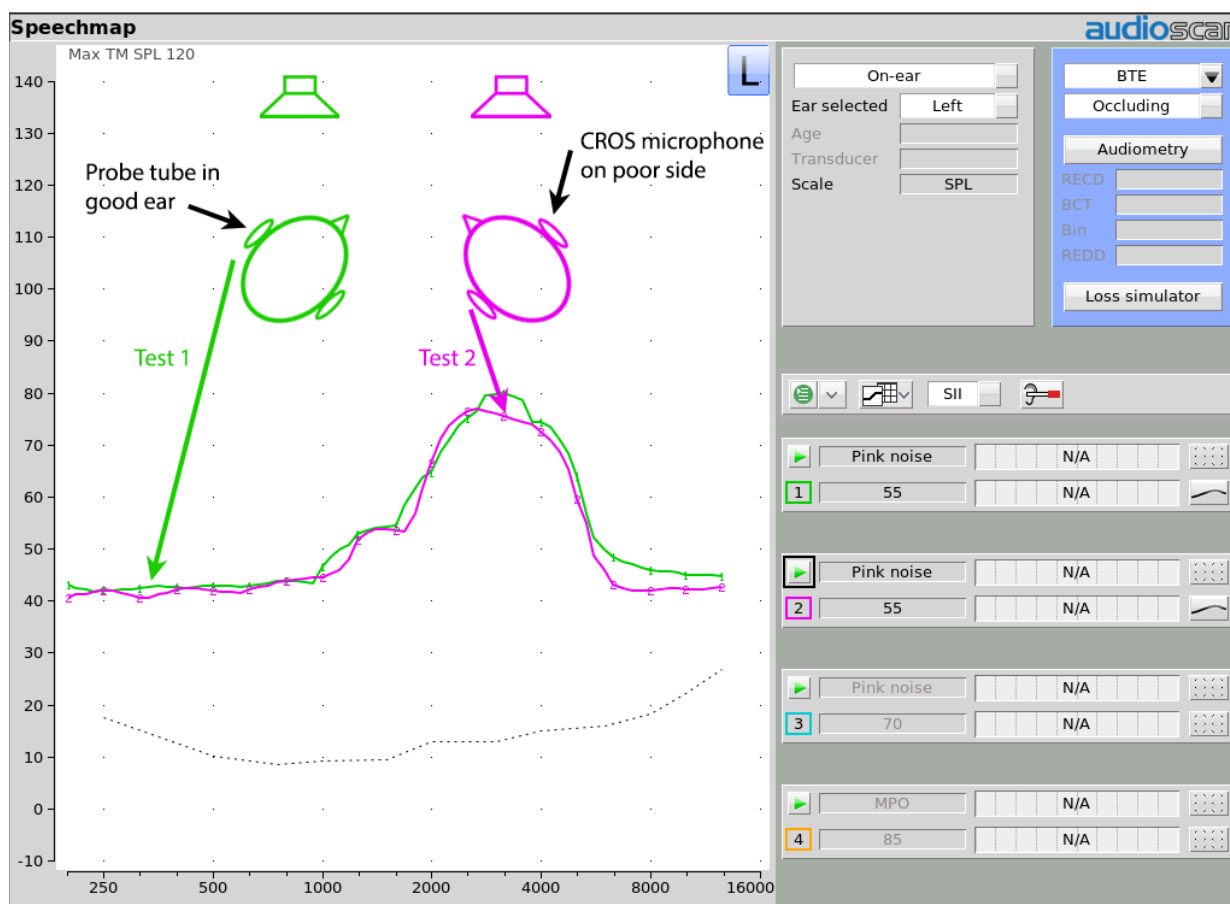 Speechmap
audioscan
Max TM SPL 120
L
140
130
120
110
100
90
80
70
60
50
40
30
20
10
0
-10
250
500
1000
2000
4000
8000
16000
Probe tube in
good ear
CROS microphone
on poor side
Test 1
Test 2
On-ear
Ear selected Left
Age
Transducer
Scale SPL
BTE
Occluding
Audiometry
RECD
BCT
Bin
REDD
Loss simulator
SII
Pink noise N/A
1 55 N/A
Pink noise N/A
2 55 N/A
Pink noise N/A
3 70 N/A
MPO N/A
4 85 N/A